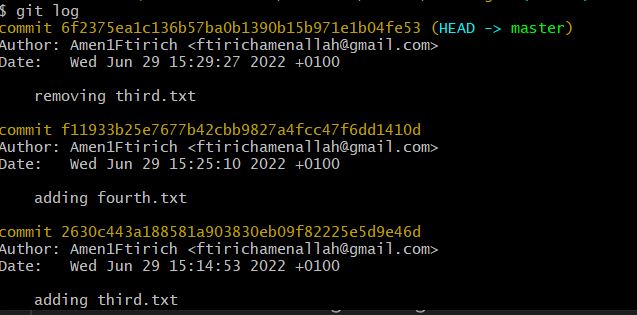 $ git log
commit 6f2375ea1c136b57ba0b1390b15b971e1b04fe53 (HEAD -> master)
Author: Amen1Ftirich <ftirichamenallah@gmail.com>
Date:   Wed Jun 29 15:29:27 2022 +0100
    removing third.txt
commit f11933b25e7677b42cbb9827a4fcc47f6dd1410d
Author: Amen1Ftirich <ftirichamenallah@gmail.com>
Date:   Wed Jun 29 15:25:10 2022 +0100
    adding fourth.txt
commit 2630c443a188581a903830eb09f82225e5d9e46d
Author: Amen1Ftirich <ftirichamenallah@gmail.com>
Date:   Wed Jun 29 15:14:53 2022 +0100
    adding third.txt